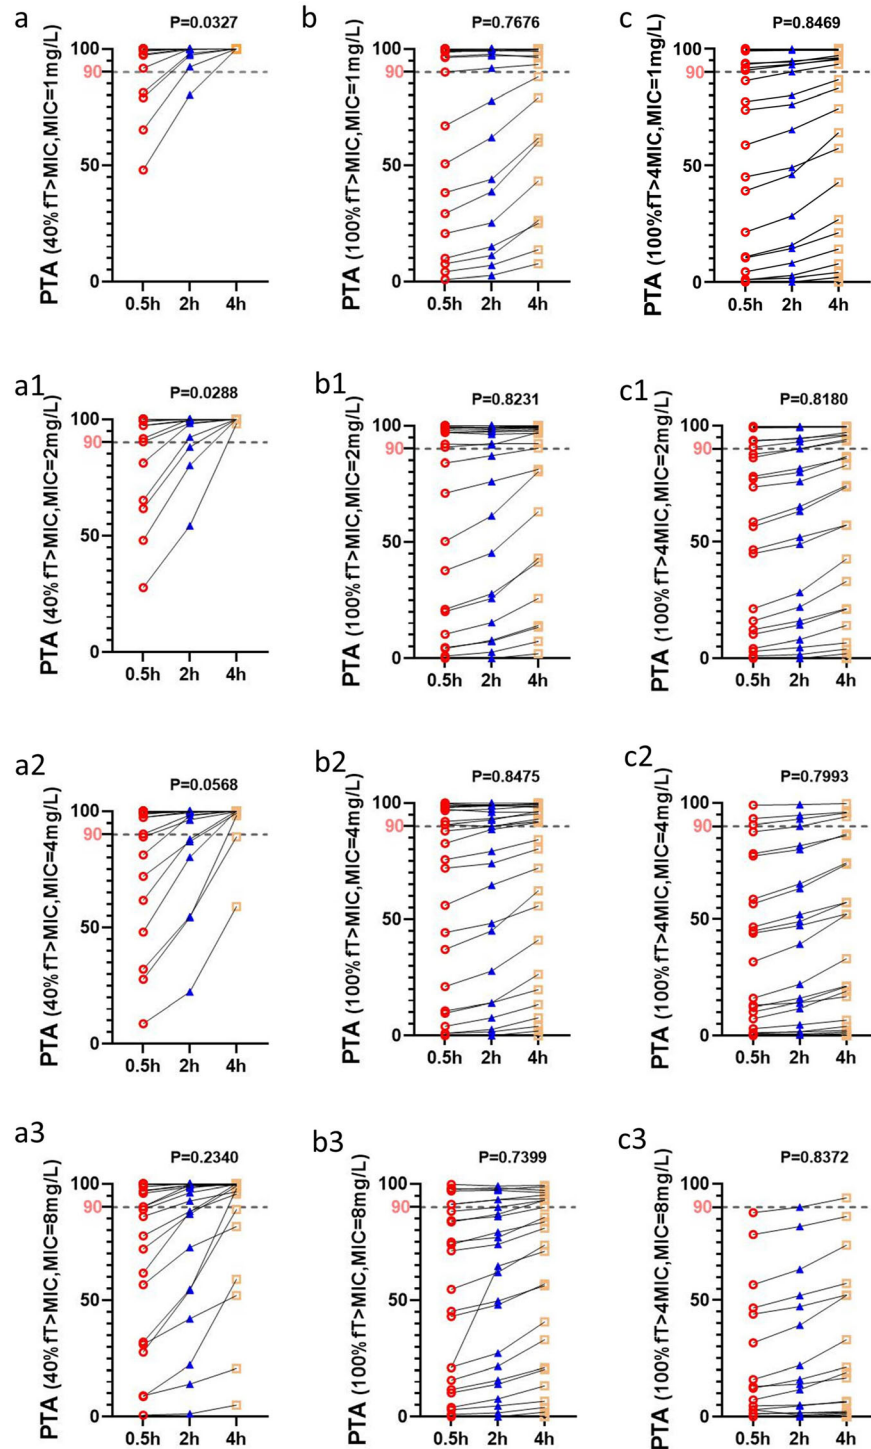 a
P=0.0327
PTA (40%fT>MIC,MIC=1mg/L)
100
90
50
0
0.5h 2h 4h
b
P=0.7676
PTA (100%fT>MIC,MIC=1mg/L)
100
90
50
0
0.5h 2h 4h
c
P=0.8469
PTA (100%fT>4MIC,MIC=1mg/L)
100
90
50
0
0.5h 2h 4h
a1
P=0.0288
PTA (40%fT>MIC,MIC=2mg/L)
100
90
50
0
0.5h 2h 4h
b1
P=0.8231
PTA (100%fT>MIC,MIC=2mg/L)
100
90
50
0
0.5h 2h 4h
c1
P=0.8180
PTA (100%fT>4MIC,MIC=2mg/L)
100
90
50
0
0.5h 2h 4h
a2
P=0.0568
PTA (40%fT>MIC,MIC=4mg/L)
100
90
50
0
0.5h 2h 4h
b2
P=0.8475
PTA (100%fT>MIC,MIC=4mg/L)
100
90
50
0
0.5h 2h 4h
c2
P=0.7993
PTA (100%fT>4MIC,MIC=4mg/L)
100
90
50
0
0.5h 2h 4h
a3
P=0.2340
PTA (40%fT>MIC,MIC=8mg/L)
100
90
50
0
0.5h 2h 4h
b3
P=0.7399
PTA (100%fT>MIC,MIC=8mg/L)
100
90
50
0
0.5h 2h 4h
c3
P=0.8372
PTA (100%fT>4MIC,MIC=8mg/L)
100
90
50
0
0.5h 2h 4h